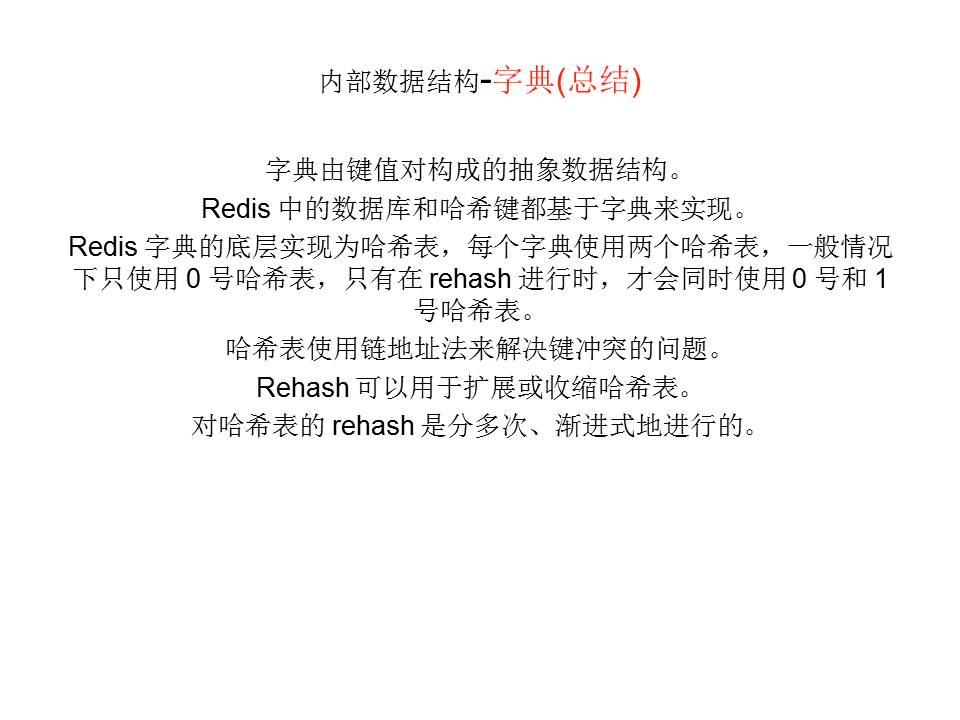 内部数据结构-字典(总结)
字典由键值对构成的抽象数据结构。
Redis 中的数据库和哈希键都基于字典来实现。
Redis 字典的底层实现为哈希表，每个字典使用两个哈希表，一般情况
下只使用 0 号哈希表，只有在 rehash 进行时，才会同时使用 0 号和 1
号哈希表。
哈希表使用链地址法来解决键冲突的问题。
Rehash 可以用于扩展或收缩哈希表。
对哈希表的 rehash 是分多次、渐进式地进行的。